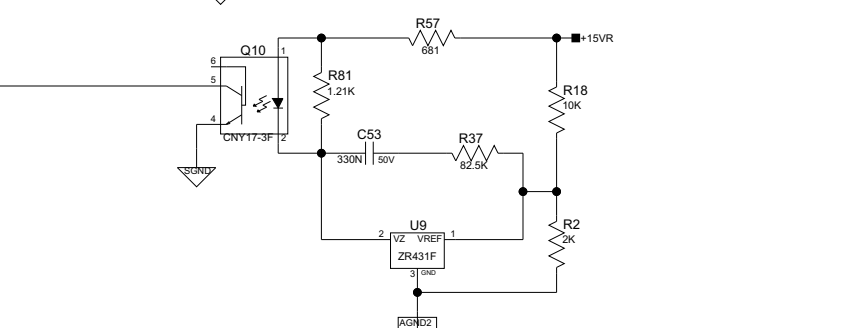 R57
681
+15VR
Q10
1
6
5
4
2
CNY17-3F
SGND
R81
1.21K
R18
10K
C53
330N
50V
R37
82.5K
U9
2
VZ
VREF
1
ZR431F
3
GND
R2
2K
AGND2